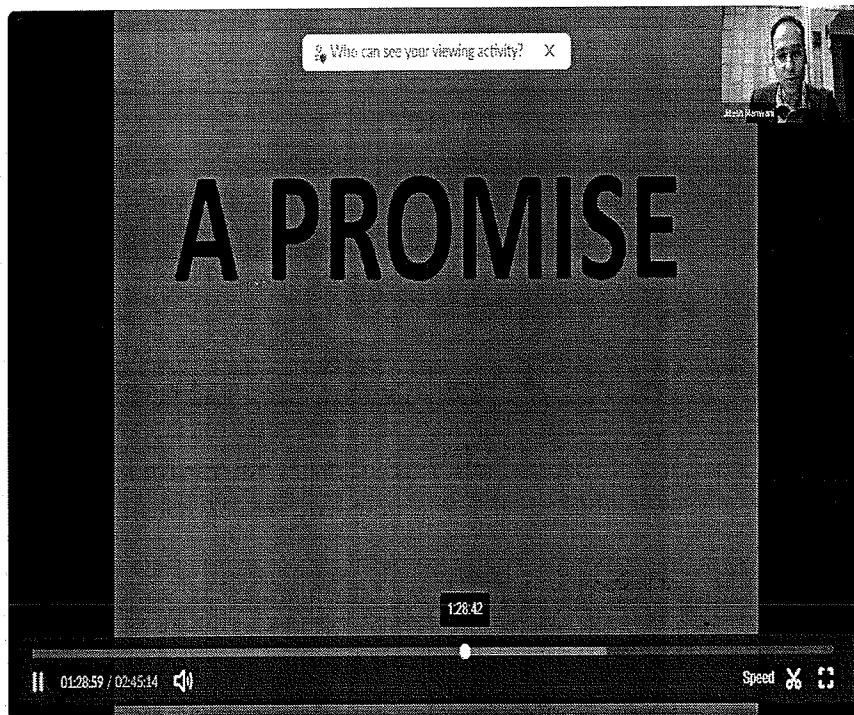 Who can see your viewing activity? X
A PROMISE
1:28:42
01:28:59 / 02:45:14
Speed